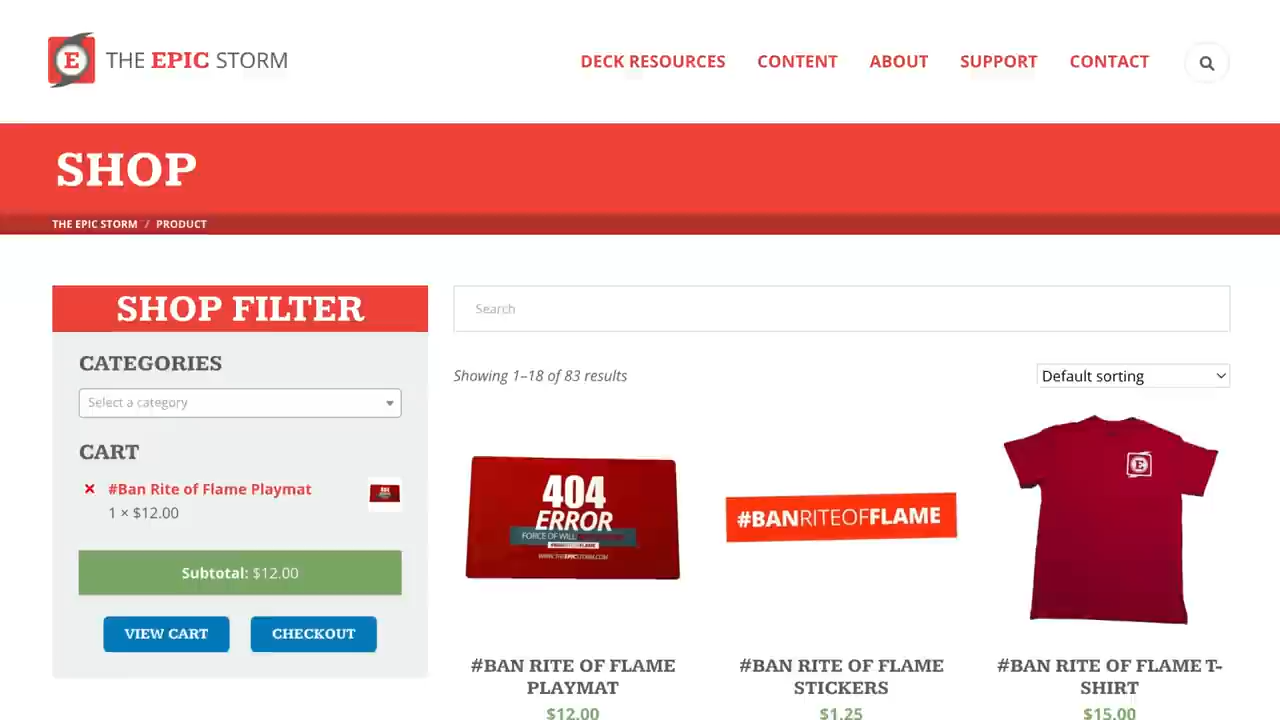 E THE EPIC STORM
DECK RESOURCES CONTENT ABOUT SUPPORT CONTACT
SHOP
THE EPIC STORM / PRODUCT
SHOP FILTER
CATEGORIES
Select a category
CART
× #Ban Rite of Flame Playmat
1 × $12.00
Subtotal: $12.00
VIEW CART CHECKOUT
Search
Showing 1–18 of 83 results
Default sorting
404
ERROR
FORCE OF WILL
WWW.THEEPICSTORM.COM
#BANRITEOFFLAME
E
#BAN RITE OF FLAME
PLAYMAT
$12.00
#BAN RITE OF FLAME
STICKERS
$1.25
#BAN RITE OF FLAME T-
SHIRT
$15.00